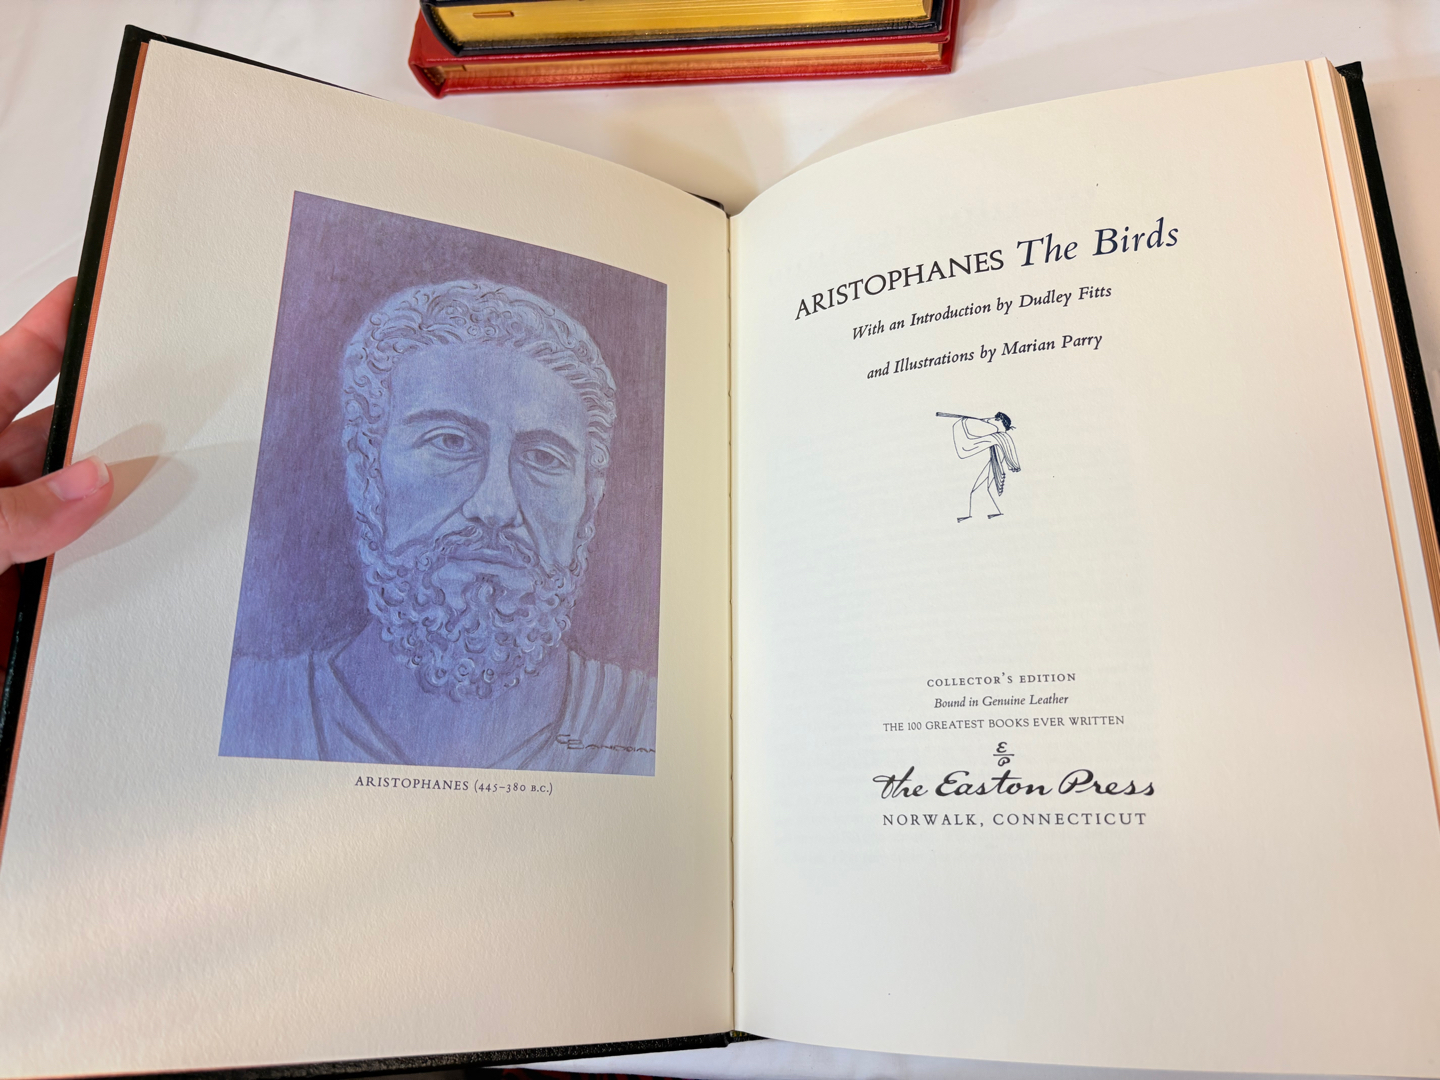 ARISTOPHANES (445–380 B.C.)
ARISTOPHANES The Birds
With an Introduction by Dudley Fitts
and Illustrations by Marian Parry
COLLECTOR'S EDITION
Bound in Genuine Leather
THE 100 GREATEST BOOKS EVER WRITTEN
E
P
the Easton Press
NORWALK, CONNECTICUT